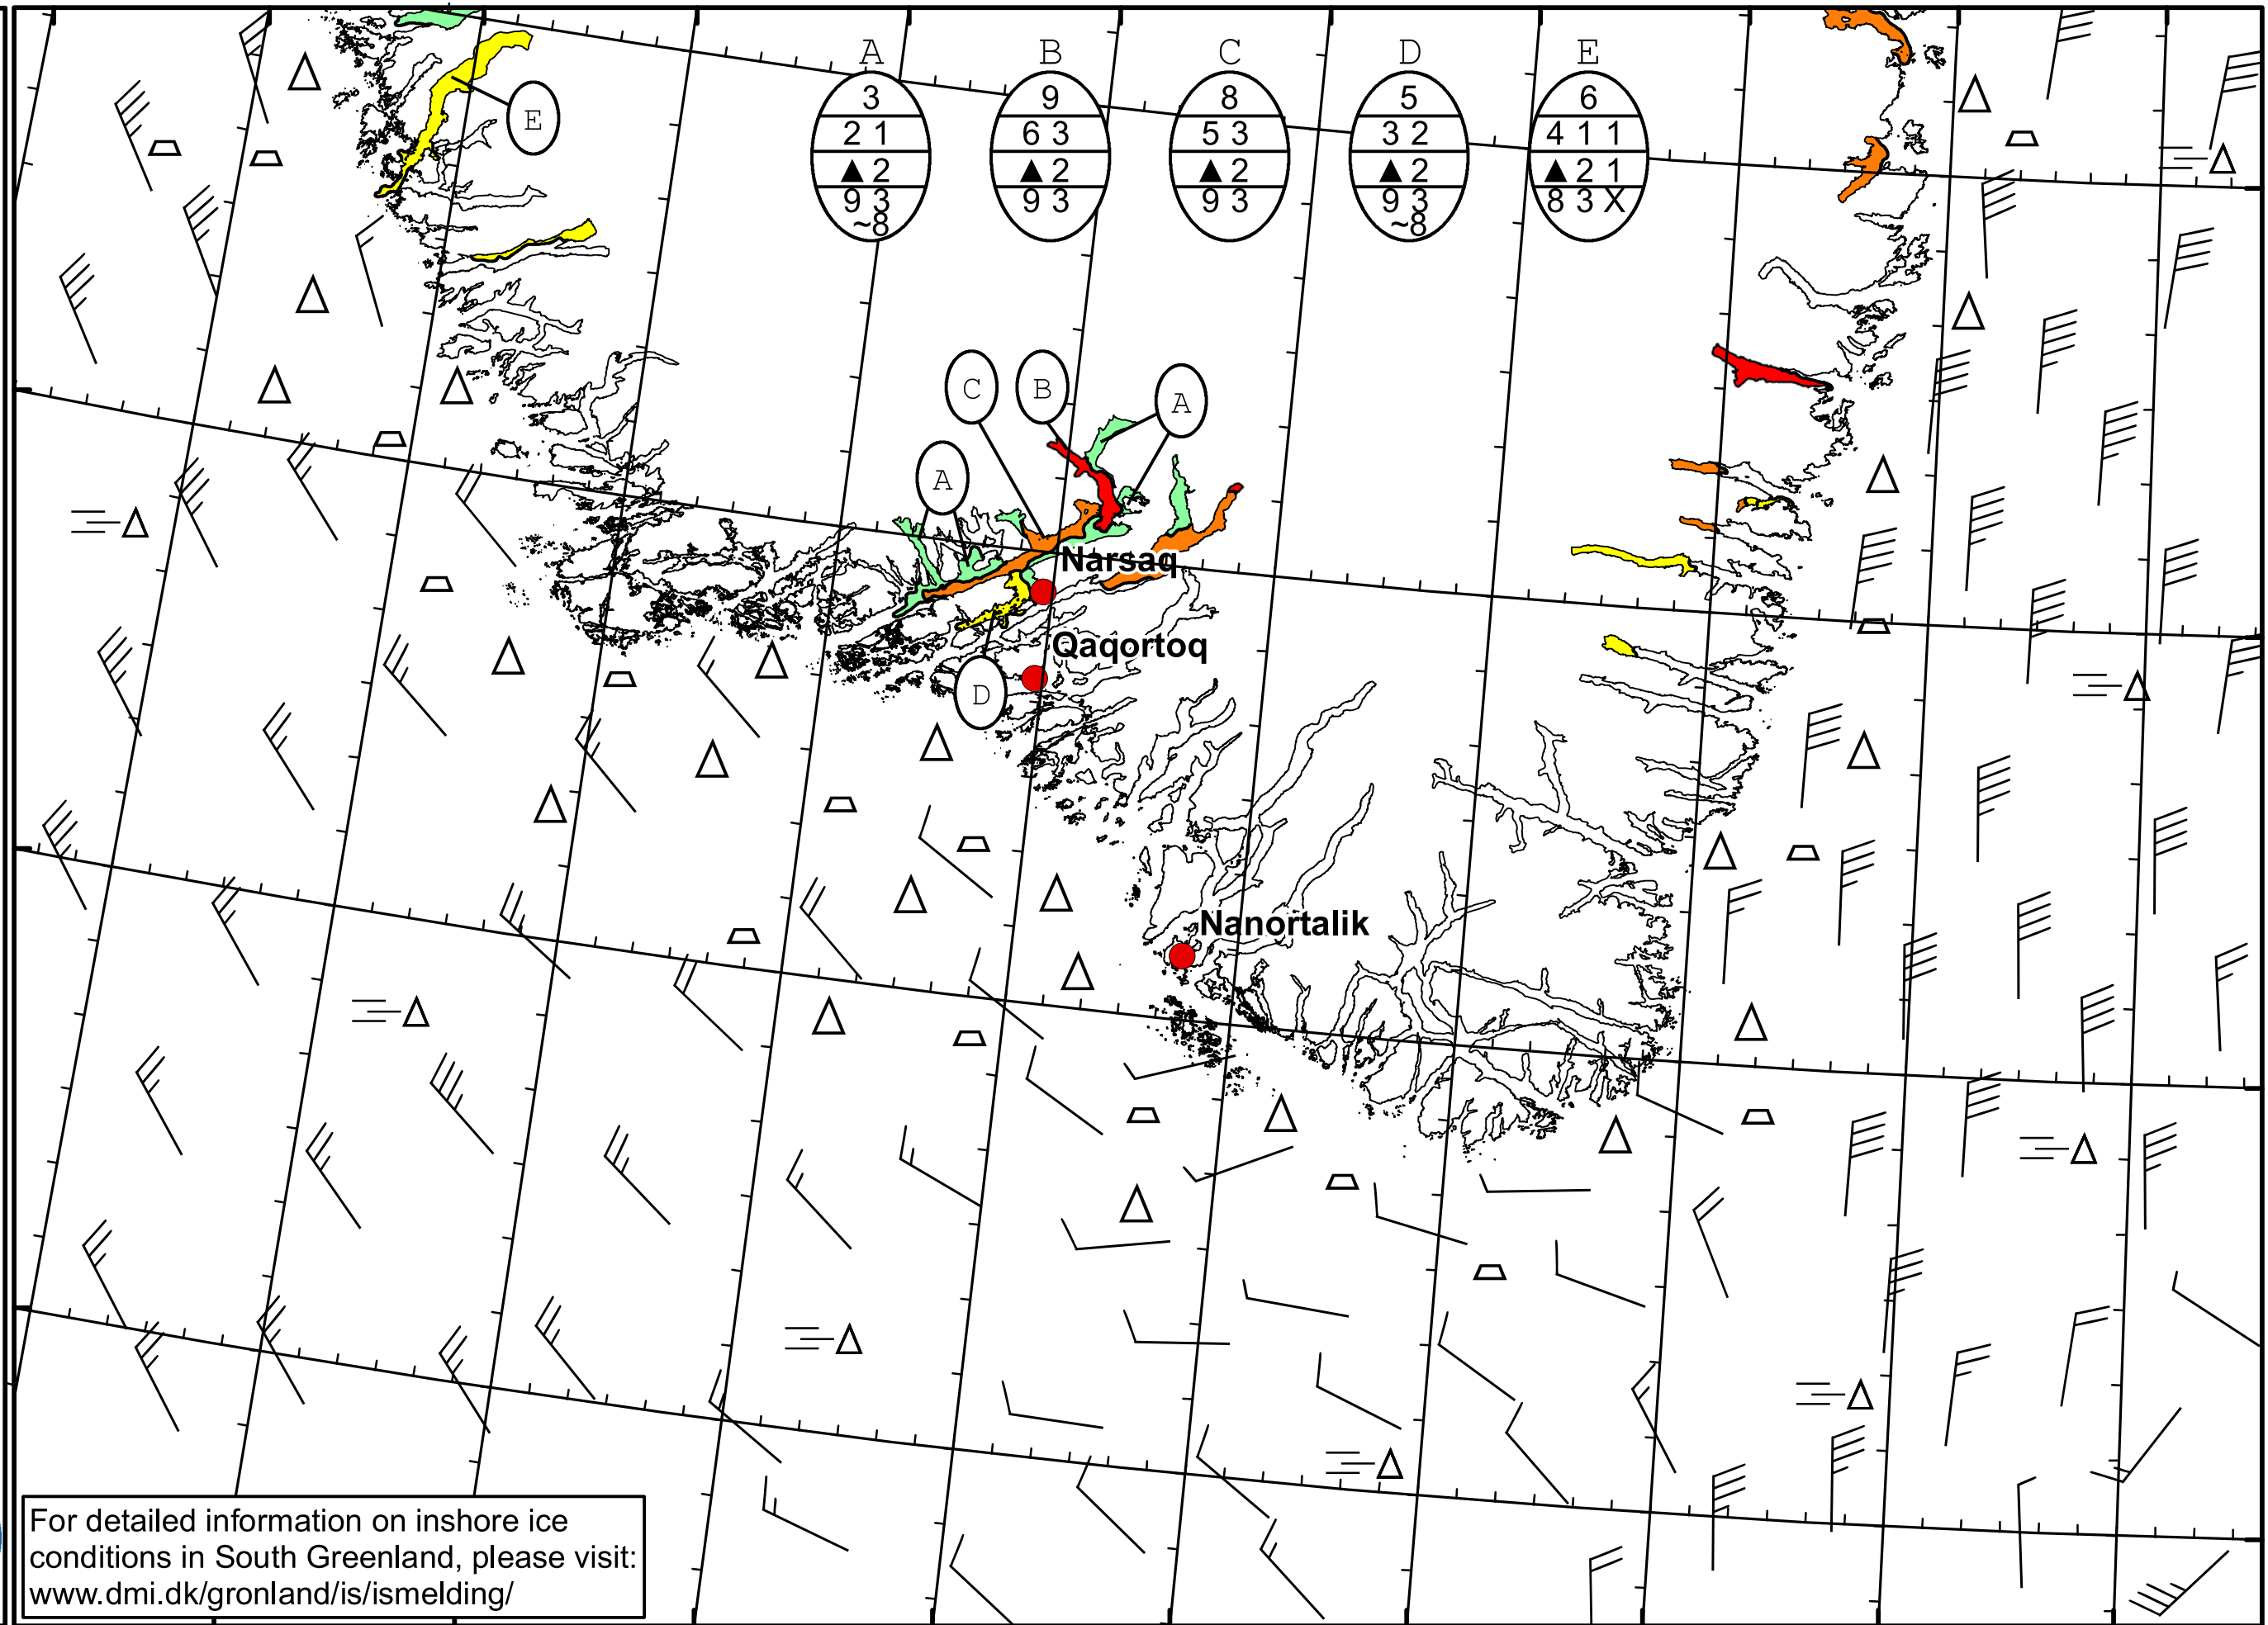 A B C D E
3 9 8 5 6
2 1 6 3 5 3 3 2 4 1 1
▲ 2 ▲ 2 ▲ 2 ▲ 2 ▲ 2 1
9 3 9 3 9 3 9 3 8 3 X
~8 ~8
E
C B A
A
Narsaq
Qaqortoq
D
Nanortalik
For detailed information on inshore ice
conditions in South Greenland, please visit:
www.dmi.dk/gronland/is/ismelding/